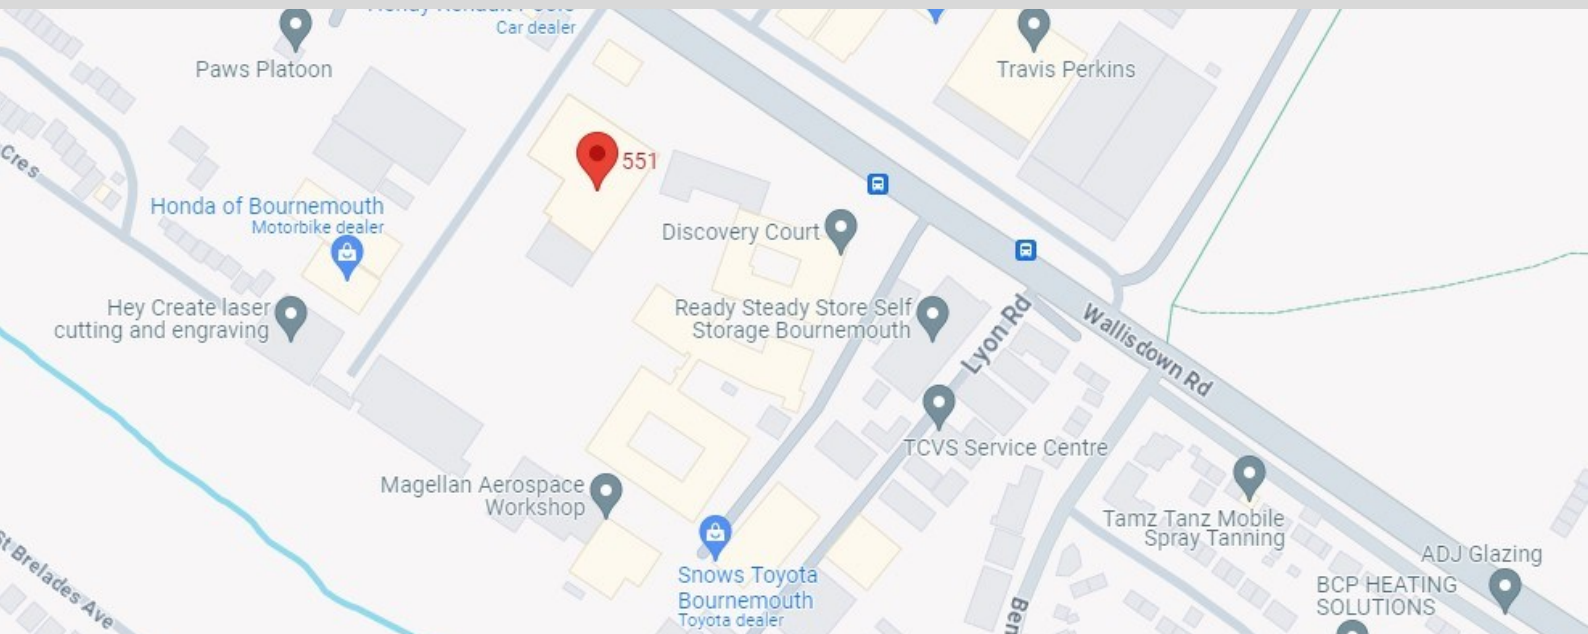 Car dealer
Paws Platoon
Travis Perkins
Cres
551
Honda of Bournemouth
Motorbike dealer
Discovery Court
Hey Create laser
cutting and engraving
Ready Steady Store Self
Storage Bournemouth
Lyon Rd
Wallisdown Rd
TCVS Service Centre
Magellan Aerospace
Workshop
Tamz Tanz Mobile
Spray Tanning
St Brelades Ave
ADJ Glazing
Snows Toyota
Bournemouth
Toyota dealer
BCP HEATING
SOLUTIONS
Ben